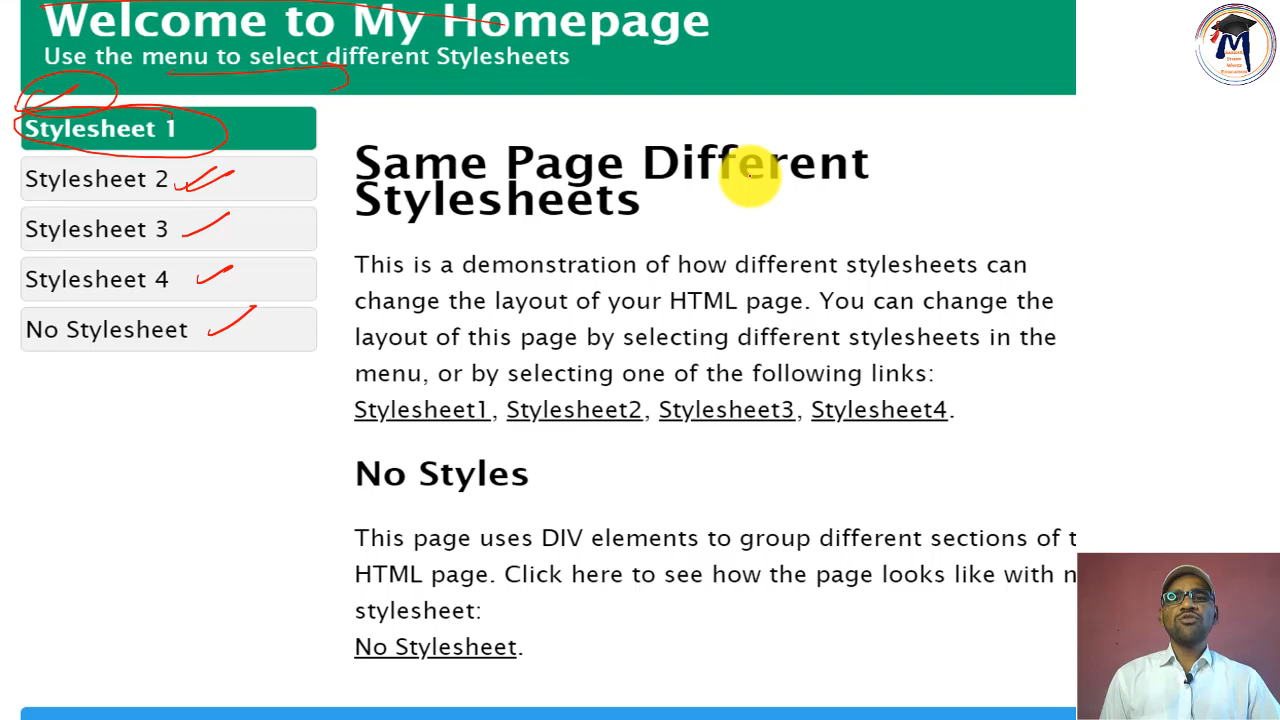 Welcome to My Homepage
Use the menu to select different Stylesheets
Stylesheet 1
Stylesheet 2
Stylesheet 3
Stylesheet 4
No Stylesheet
Same Page Different
Stylesheets
This is a demonstration of how different stylesheets can
change the layout of your HTML page. You can change the
layout of this page by selecting different stylesheets in the
menu, or by selecting one of the following links:
Stylesheet1, Stylesheet2, Stylesheet3, Stylesheet4.
No Styles
This page uses DIV elements to group different sections of t
HTML page. Click here to see how the page looks like with n
stylesheet:
No Stylesheet.
M